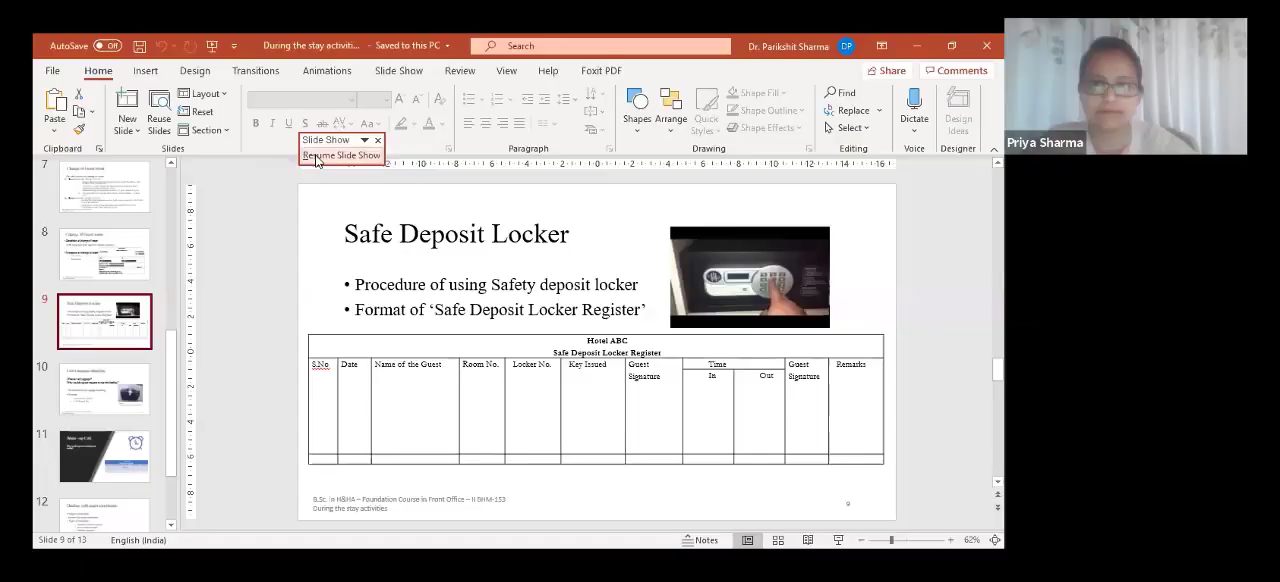 AutoSave Off
During the stay activiti... - Saved to this PC
Search
Dr. Parikshit Sharma DP
File Home Insert Design Transitions Animations Slide Show Review View Help Foxit PDF Share Comments
Paste
Clipboard
New Slide
Reuse Slides
Layout
Reset
Section
Slides
Slide Show
Resume Slide Show
Paragraph
Shapes
Arrange
Quick Styles
Shape Fill
Shape Outline
Shape Effects
Drawing
Find
Replace
Select
Editing
Dictate
Voice
Design Ideas
Designer
Priya Sharma
7
8
9
10
11
12
Safe Deposit Locker
• Procedure of using Safety deposit locker
• Format of ‘Safe Deposit Locker Register’
Hotel ABC
Safe Deposit Locker Register
S.No Date Name of the Guest Room No. Locker No. Key Issued Guest Signature Time In Out Guest Signature Remarks
B.Sc. in H&HA – Foundation Course in Front Office – II BHM-153
During the stay activities
9
Slide 9 of 13 English (India) Notes 62%